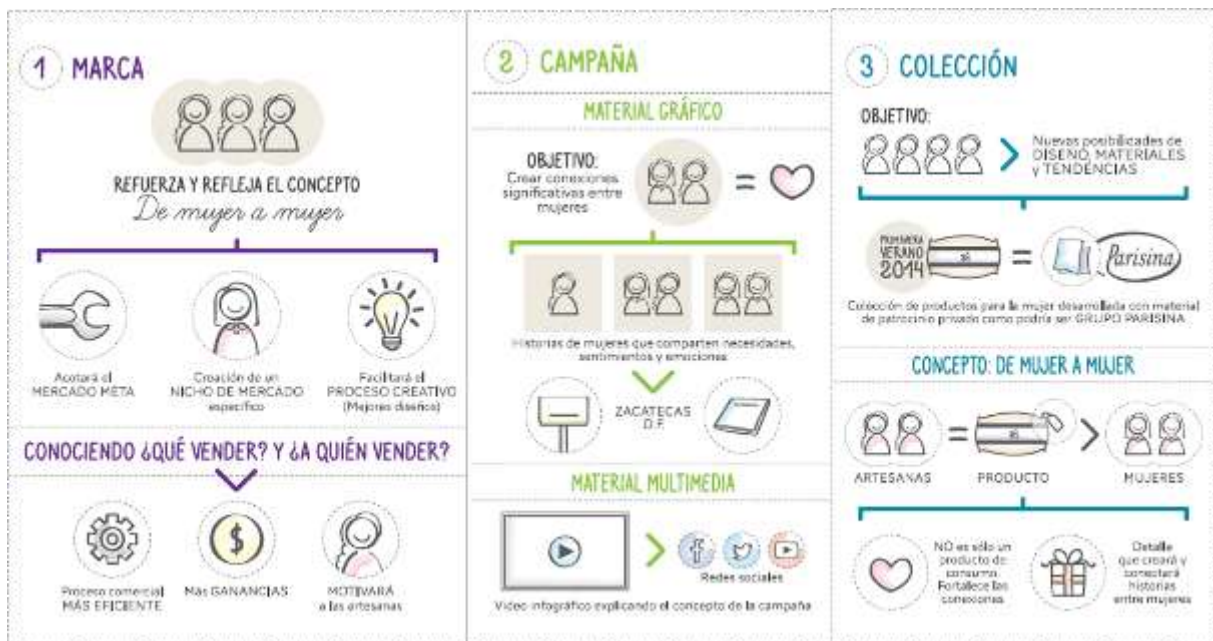 1 MARCA
REFUERZA Y REFLEJA EL CONCEPTO
De mujer a mujer
Acotará el
MERCADO META
Creación de un
NICHO DE MERCADO
específico
Facilitará el
PROCESO CREATIVO
(Mejores diseños)
CONOCIENDO ¿QUÉ VENDER? Y ¿A QUIÉN VENDER?
$
Proceso comercial
MÁS EFICIENTE
Más GANANCIAS
MOTIVARÁ
a las artesanas
2 CAMPAÑA
MATERIAL GRÁFICO
OBJETIVO:
Crear conexiones
significativas entre
mujeres
=
Historias de mujeres que comparten necesidades,
sentimientos y emociones
ZACATECAS
D.F.
MATERIAL MULTIMEDIA
Redes sociales
Video infográfico explicando el concepto de la campaña
3 COLECCIÓN
OBJETIVO:
Nuevas posibilidades de
DISEÑO, MATERIALES
y TENDENCIAS
PRIMAVERA
VERANO
2014
=
Parisina
Colección de productos para la mujer desarrollada con material
de patrocinio privado como podría ser GRUPO PARISINA
CONCEPTO: DE MUJER A MUJER
=
ARTESANAS
PRODUCTO
MUJERES
NO es sólo un
producto de
consumo.
Fortalece las
conexiones
Detalle
que creará y
conectará
historias
entre mujeres